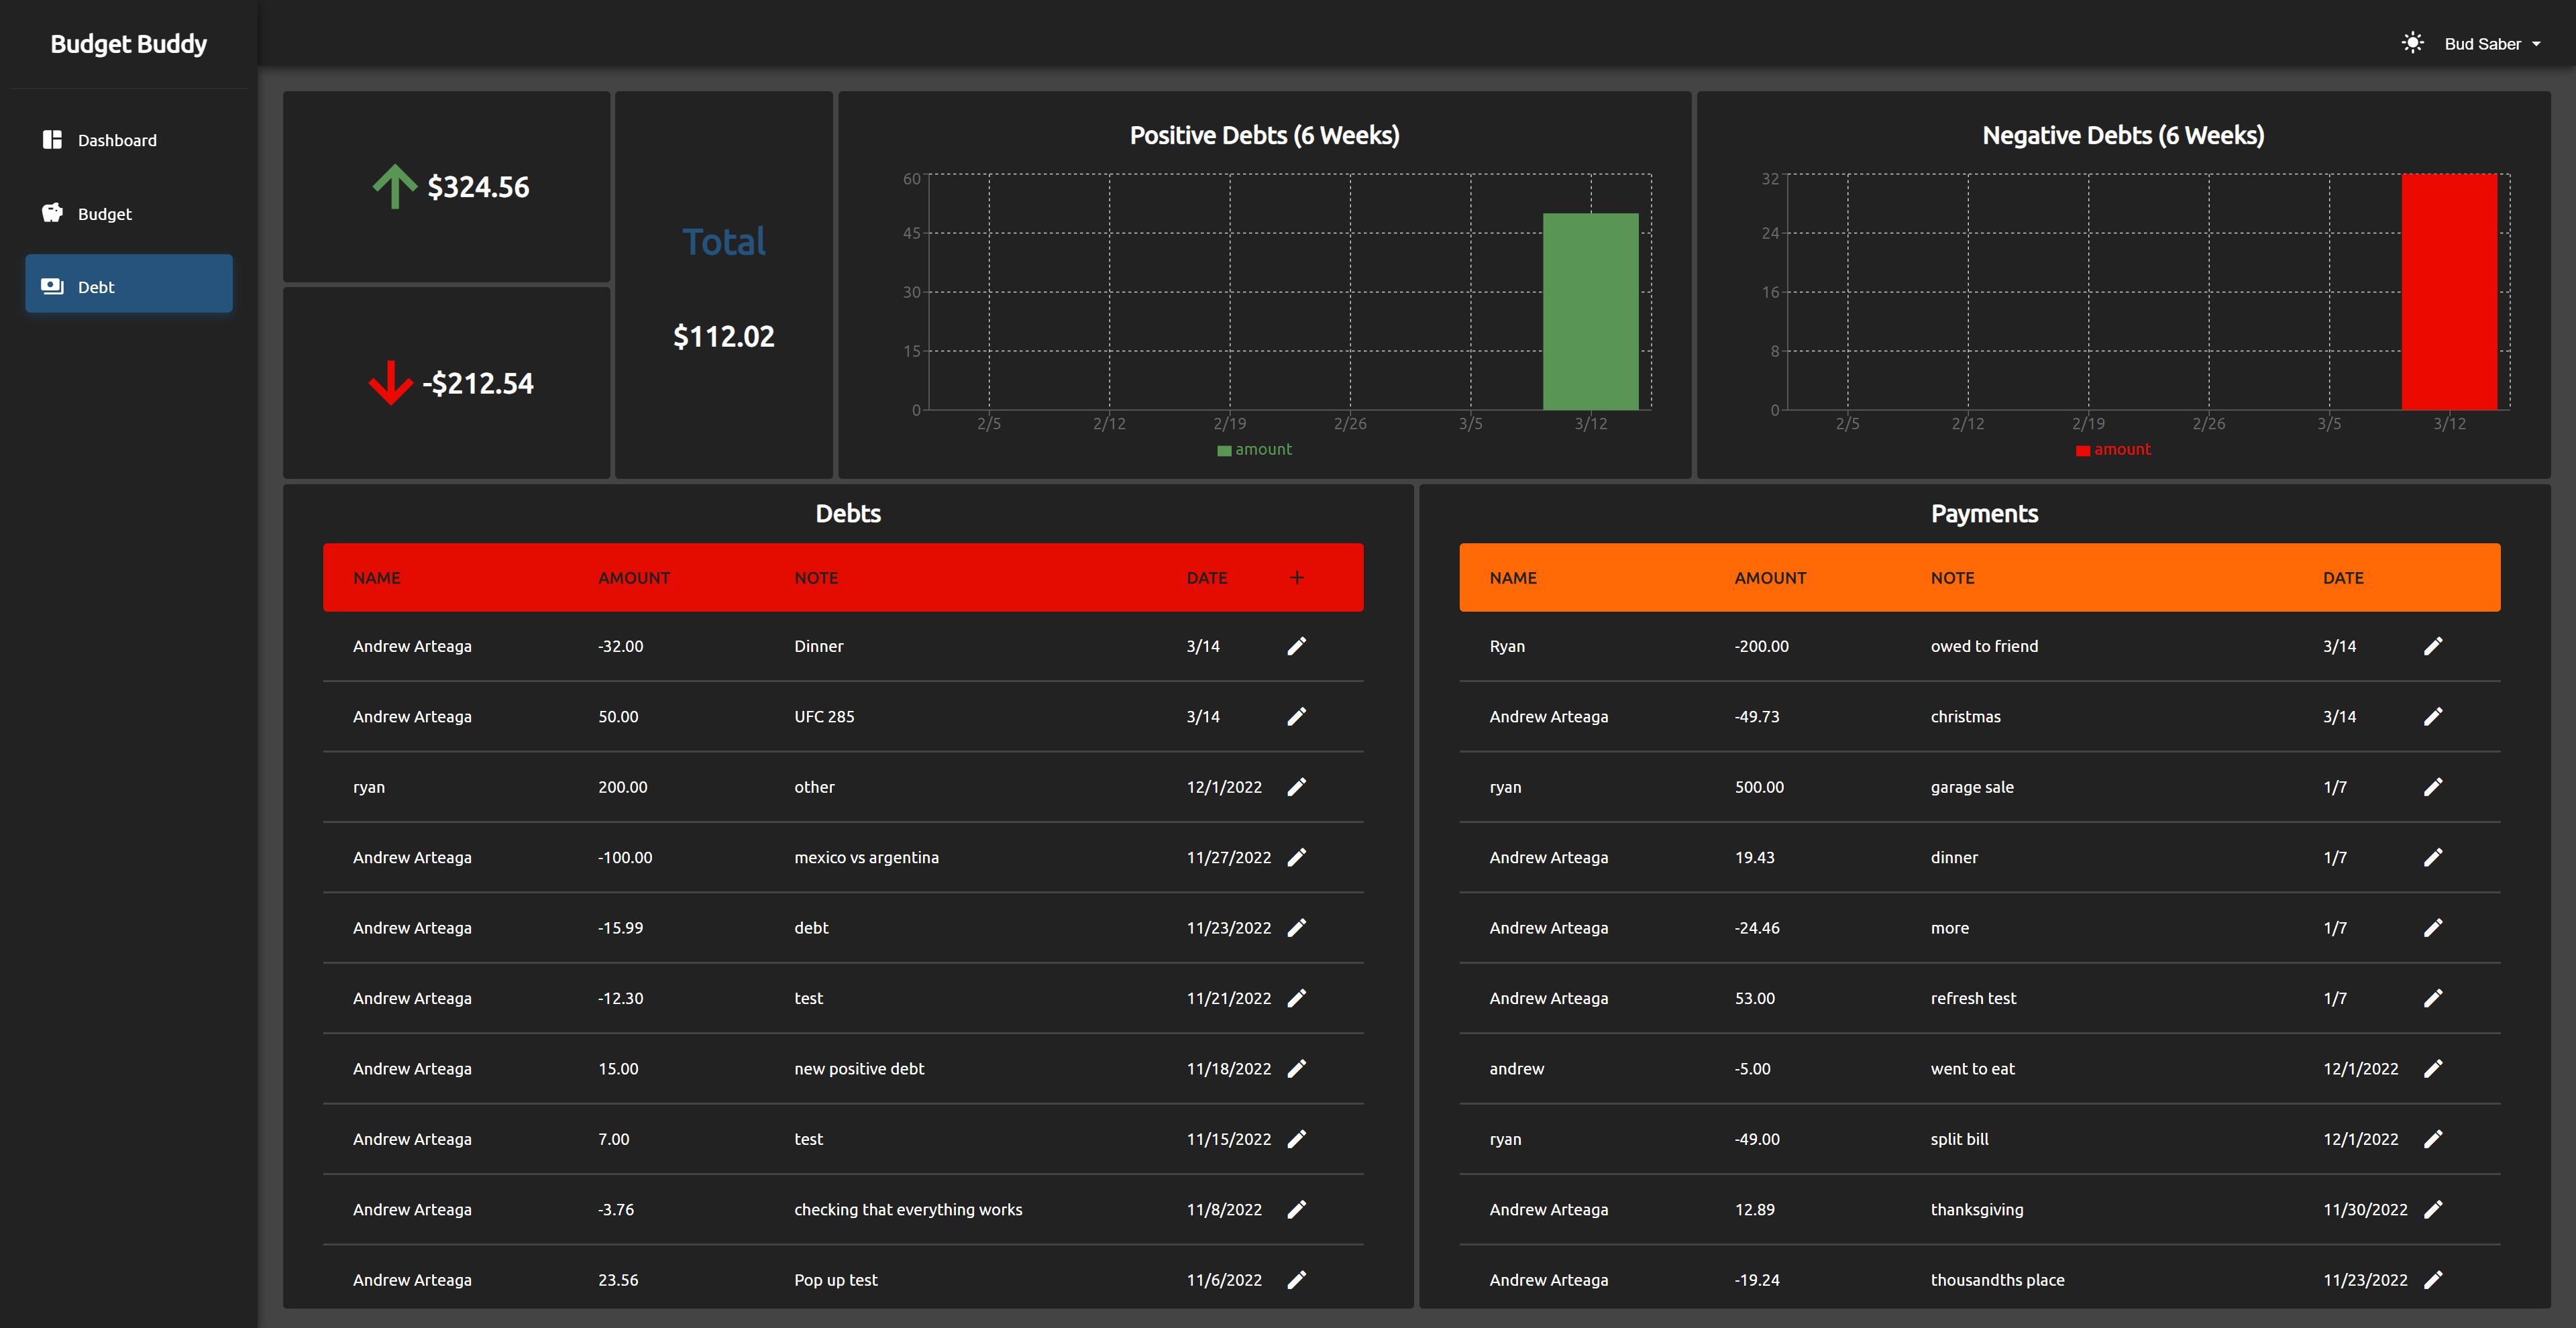 Budget Buddy
Bud Saber
Dashboard
Budget
Debt
$324.56
-$212.54
Total
$112.02
Positive Debts (6 Weeks)
60
45
30
15
0
2/5 2/12 2/19 2/26 3/5 3/12
amount
Negative Debts (6 Weeks)
32
24
16
8
0
2/5 2/12 2/19 2/26 3/5 3/12
amount
Debts
NAME AMOUNT NOTE DATE +
Andrew Arteaga -32.00 Dinner 3/14
Andrew Arteaga 50.00 UFC 285 3/14
ryan 200.00 other 12/1/2022
Andrew Arteaga -100.00 mexico vs argentina 11/27/2022
Andrew Arteaga -15.99 debt 11/23/2022
Andrew Arteaga -12.30 test 11/21/2022
Andrew Arteaga 15.00 new positive debt 11/18/2022
Andrew Arteaga 7.00 test 11/15/2022
Andrew Arteaga -3.76 checking that everything works 11/8/2022
Andrew Arteaga 23.56 Pop up test 11/6/2022
Payments
NAME AMOUNT NOTE DATE
Ryan -200.00 owed to friend 3/14
Andrew Arteaga -49.73 christmas 3/14
ryan 500.00 garage sale 1/7
Andrew Arteaga 19.43 dinner 1/7
Andrew Arteaga -24.46 more 1/7
Andrew Arteaga 53.00 refresh test 1/7
andrew -5.00 went to eat 12/1/2022
ryan -49.00 split bill 12/1/2022
Andrew Arteaga 12.89 thanksgiving 11/30/2022
Andrew Arteaga -19.24 thousandths place 11/23/2022